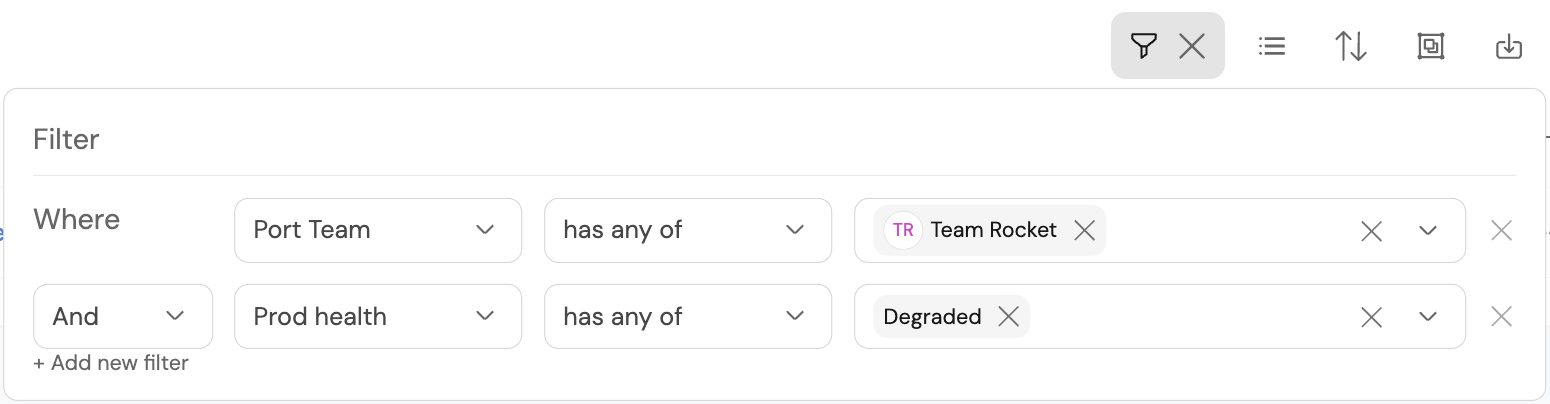 Filter
Where Port Team has any of TR Team Rocket
And Prod health has any of Degraded
+ Add new filter